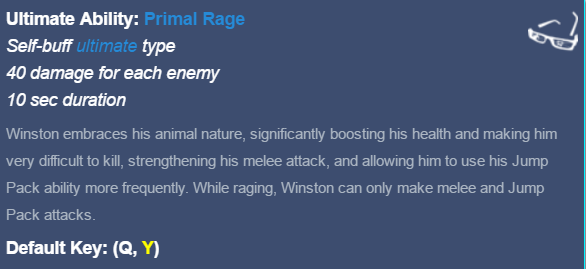 Ultimate Ability: Primal Rage
Self-buff ultimate type
40 damage for each enemy
10 sec duration
Winston embraces his animal nature, significantly boosting his health and making him
very difficult to kill, strengthening his melee attack, and allowing him to use his Jump
Pack ability more frequently. While raging, Winston can only make melee and Jump
Pack attacks.
Default Key: (Q, Y)